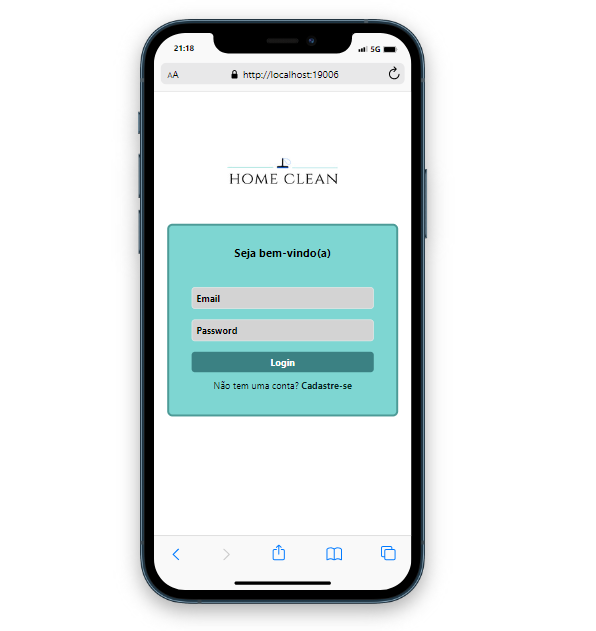 21:18
5G
AA
http://localhost:19006
HOME CLEAN
Seja bem-vindo(a)
Email
Password
Login
Não tem uma conta? Cadastre-se